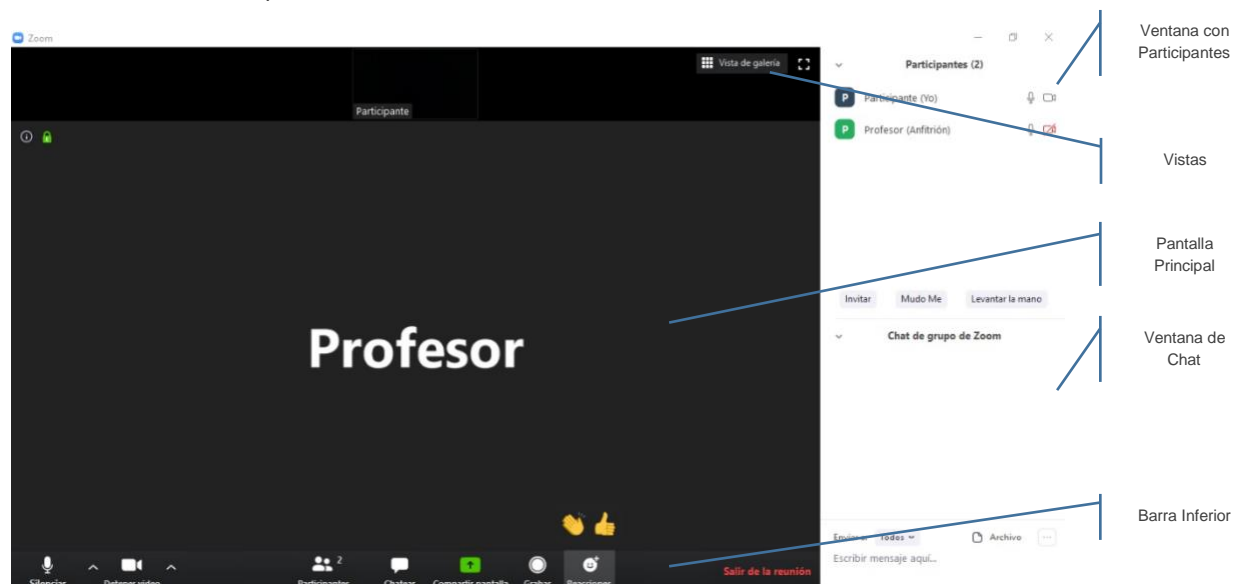 Zoom
Vista de galería
Participante
Profesor
Silenciar
Detener video
Participantes
2
Chatear
Compartir pantalla
Grabar
Reacciones
Salir de la reunión
Participantes (2)
P Participante (Yo)
P Profesor (Anfitrión)
Invitar Mudo Me Levantar la mano
Chat de grupo de Zoom
Enviar a: Todos Archivo
Escribir mensaje aquí...
Ventana con
Participantes
Vistas
Pantalla
Principal
Ventana de
Chat
Barra Inferior